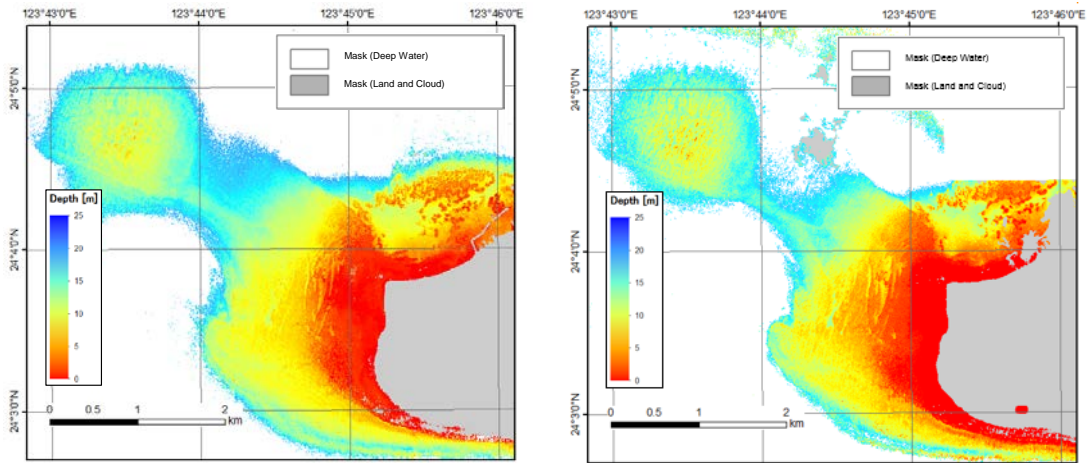 123°43'0"E 123°44'0"E 123°45'0"E 123°46'0"E
Mask (Deep Water)
Mask (Land and Cloud)
24°5'0"N
24°4'0"N
24°3'0"N
Depth [m]
25
20
15
10
5
0
0 0.5 1 2
km
123°43'0"E 123°44'0"E 123°45'0"E 123°46'0"E
Mask (Deep Water)
Mask (Land and Cloud)
24°5'0"N
24°4'0"N
24°3'0"N
Depth [m]
25
20
15
10
5
0
0 0.5 1 2
km